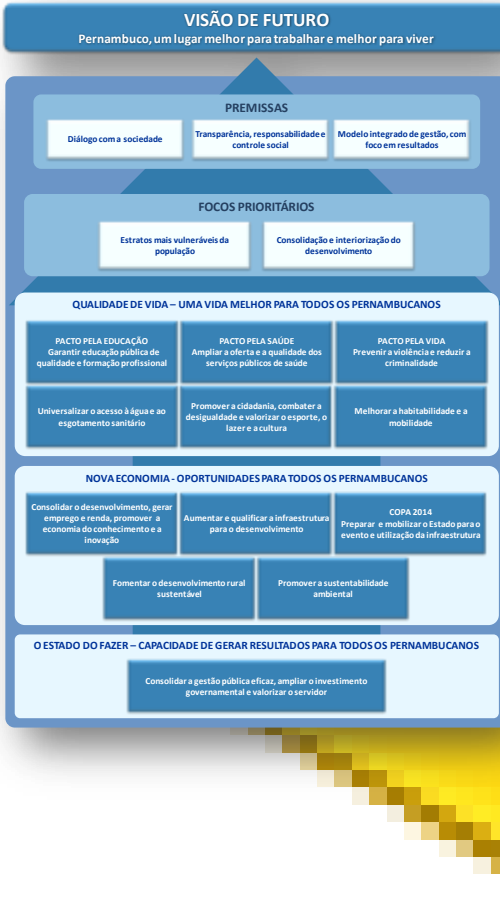 VISÃO DE FUTURO
Pernambuco, um lugar melhor para trabalhar e melhor para viver
PREMISSAS
Diálogo com a sociedade
Transparência, responsabilidade e
controle social
Modelo integrado de gestão, com
foco em resultados
FOCOS PRIORITÁRIOS
Estratos mais vulneráveis da
população
Consolidação e interiorização do
desenvolvimento
QUALIDADE DE VIDA – UMA VIDA MELHOR PARA TODOS OS PERNAMBUCANOS
PACTO PELA EDUCAÇÃO
Garantir educação pública de
qualidade e formação profissional
PACTO PELA SAÚDE
Ampliar a oferta e a qualidade dos
serviços públicos de saúde
PACTO PELA VIDA
Prevenir a violência e reduzir a
criminalidade
Universalizar o acesso à água e ao
esgotamento sanitário
Promover a cidadania, combater a
desigualdade e valorizar o esporte, o
lazer e a cultura
Melhorar a habitabilidade e a
mobilidade
NOVA ECONOMIA - OPORTUNIDADES PARA TODOS OS PERNAMBUCANOS
Consolidar o desenvolvimento, gerar
emprego e renda, promover a
economia do conhecimento e a
inovação
Aumentar e qualificar a infraestrutura
para o desenvolvimento
COPA 2014
Preparar e mobilizar o Estado para o
evento e utilização da infraestrutura
Fomentar o desenvolvimento rural
sustentável
Promover a sustentabilidade
ambiental
O ESTADO DO FAZER – CAPACIDADE DE GERAR RESULTADOS PARA TODOS OS PERNAMBUCANOS
Consolidar a gestão pública eficaz, ampliar o investimento
governamental e valorizar o servidor